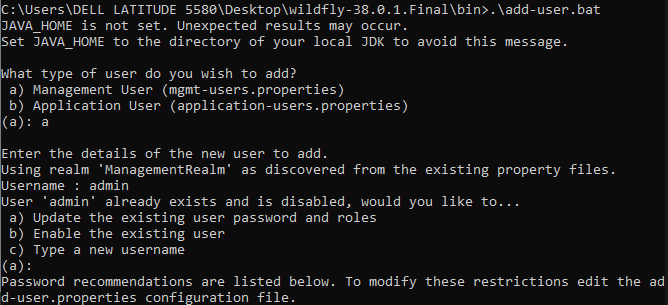 C:\Users\DELL LATITUDE 5580\Desktop\wildfly-38.0.1.Final\bin>.\add-user.bat
JAVA_HOME is not set. Unexpected results may occur.
Set JAVA_HOME to the directory of your local JDK to avoid this message.

What type of user do you wish to add?
 a) Management User (mgmt-users.properties)
 b) Application User (application-users.properties)
(a): a

Enter the details of the new user to add.
Using realm 'ManagementRealm' as discovered from the existing property files.
Username : admin
User 'admin' already exists and is disabled, would you like to...
 a) Update the existing user password and roles
 b) Enable the existing user
 c) Type a new username
(a):
Password recommendations are listed below. To modify these restrictions edit the ad
d-user.properties configuration file.